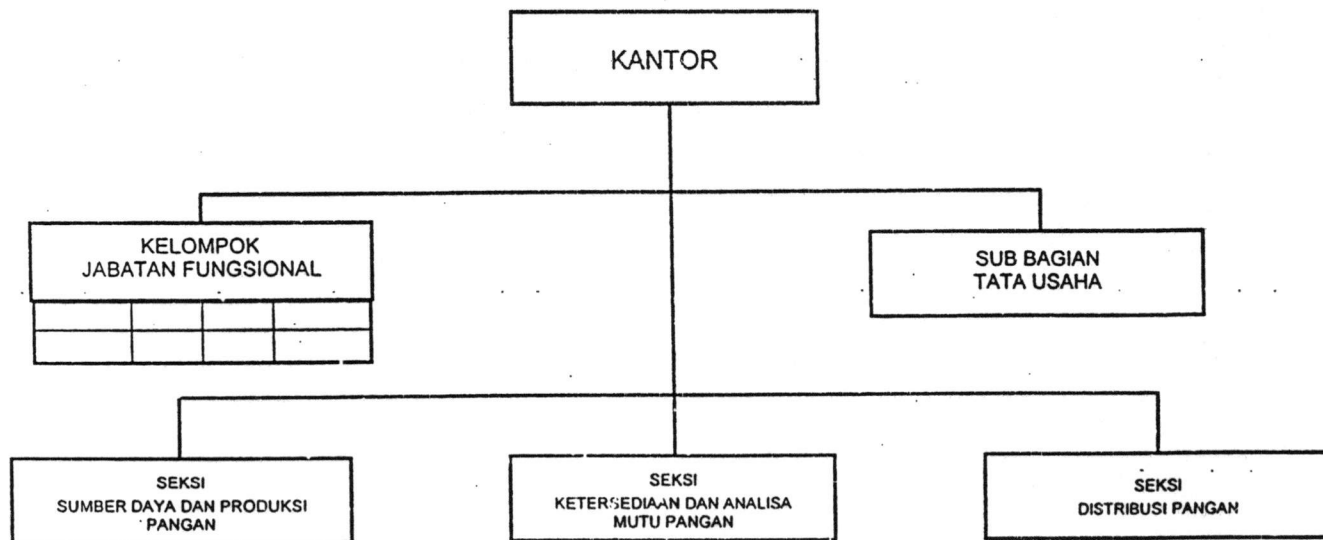 KANTOR
KELOMPOK
JABATAN FUNGSIONAL
SUB BAGIAN
TATA USAHA
SEKSI
SUMBER DAYA DAN PRODUKSI
PANGAN
SEKSI
KETERSEDIAAN DAN ANALISA
MUTU PANGAN
SEKSI
DISTRIBUSI PANGAN